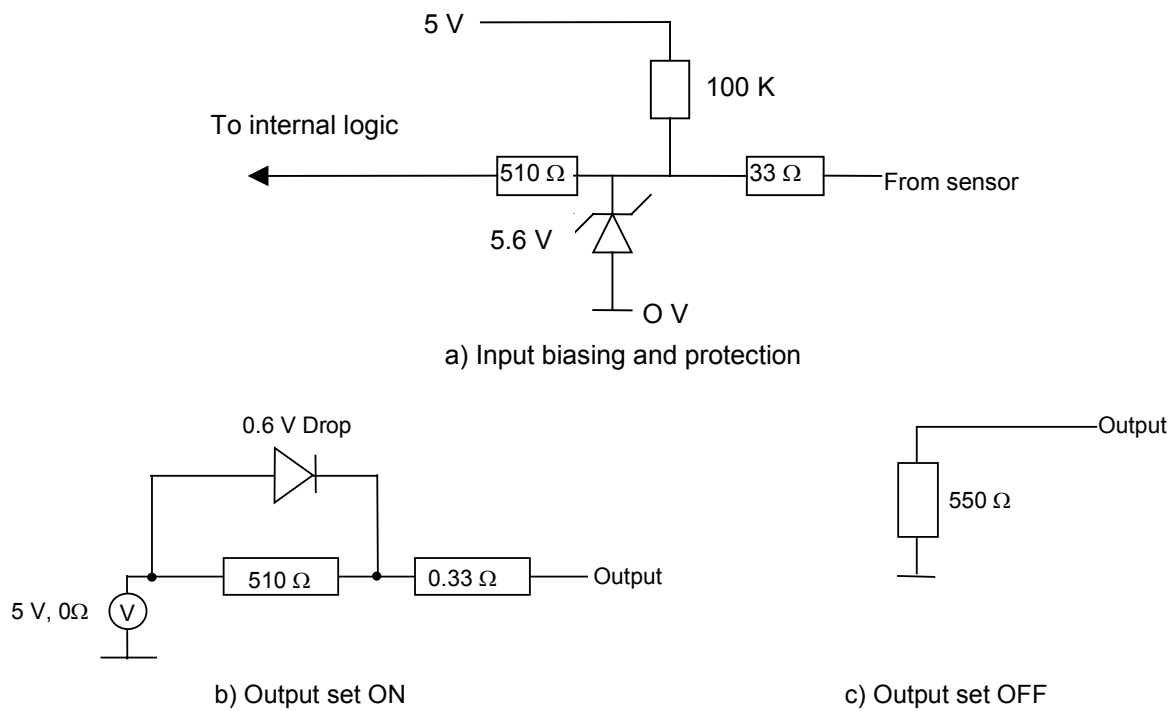 5 V
100 K
To internal logic
510 Ω
33 Ω
From sensor
5.6 V
O V
a) Input biasing and protection
0.6 V Drop
Output
550 Ω
510 Ω
0.33 Ω
Output
5 V, 0Ω
V
b) Output set ON
c) Output set OFF